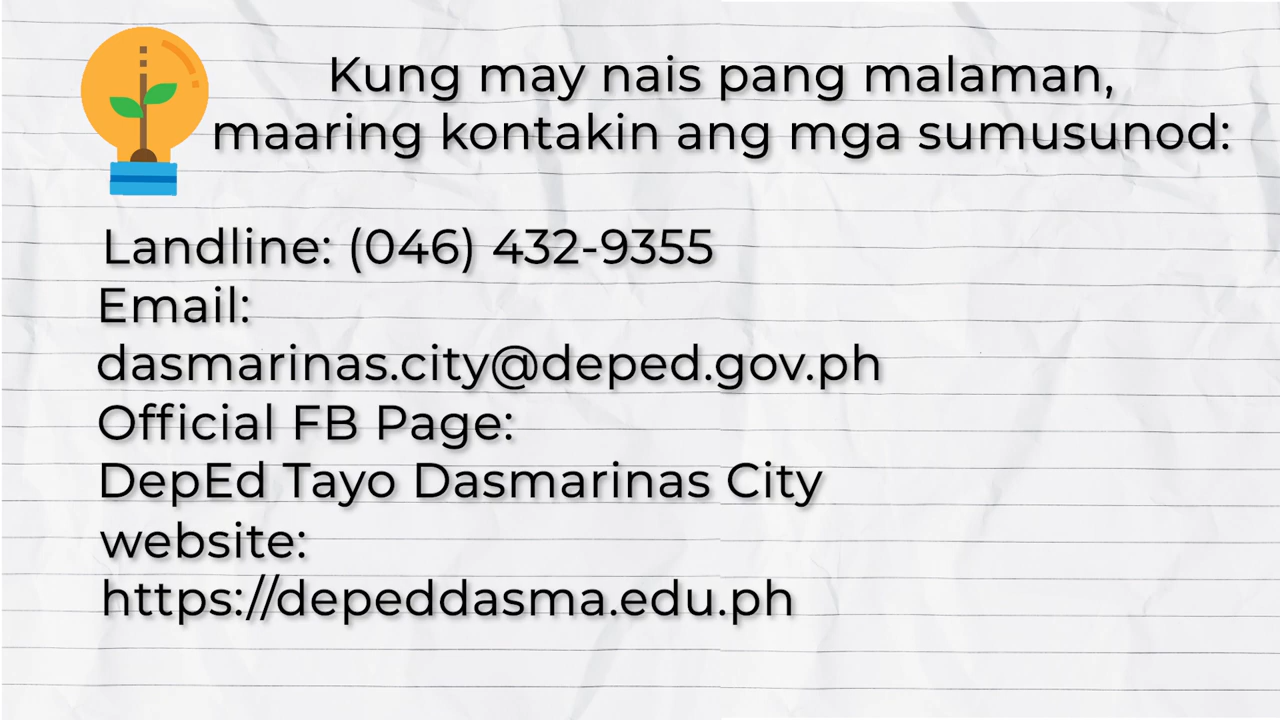 Kung may nais pang malaman,
maaring kontakin ang mga sumusunod:
Landline: (046) 432-9355
Email:
dasmarinas.city@deped.gov.ph
Official FB Page:
DepEd Tayo Dasmarinas City
website:
https://depeddasma.edu.ph